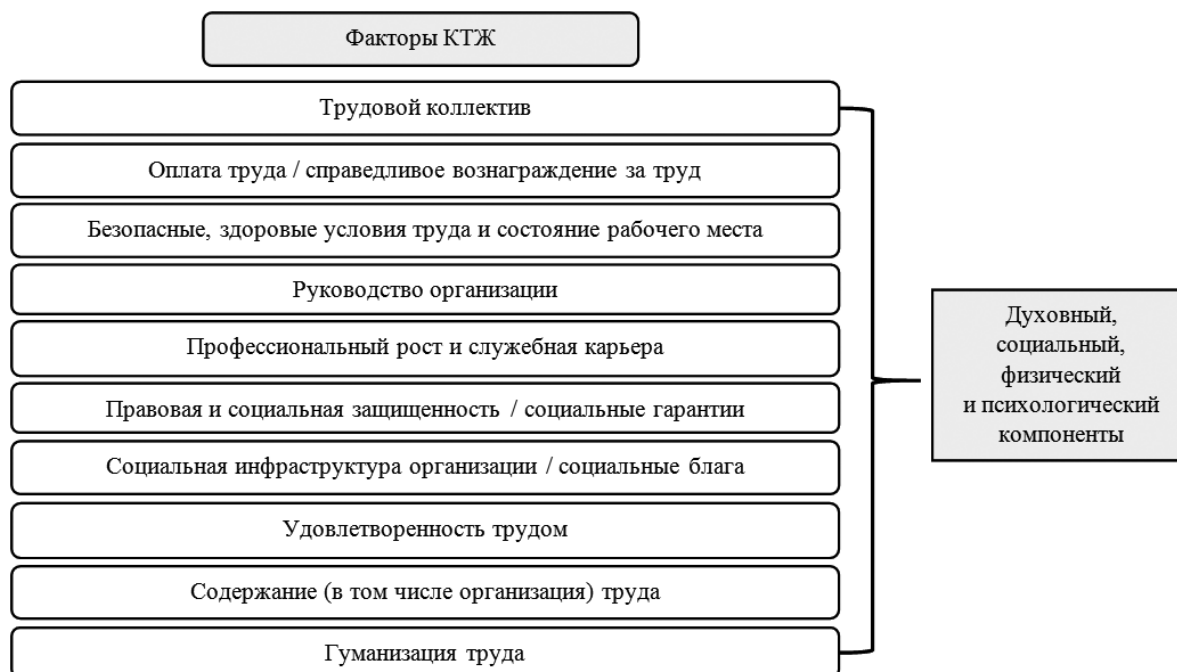 Факторы КТЖ
Трудовой коллектив
Оплата труда / справедливое вознаграждение за труд
Безопасные, здоровые условия труда и состояние рабочего места
Руководство организации
Профессиональный рост и служебная карьера
Правовая и социальная защищенность / социальные гарантии
Социальная инфраструктура организации / социальные блага
Удовлетворенность трудом
Содержание (в том числе организация) труда
Гуманизация труда
Духовный,
социальный,
физический
и психологический
компоненты